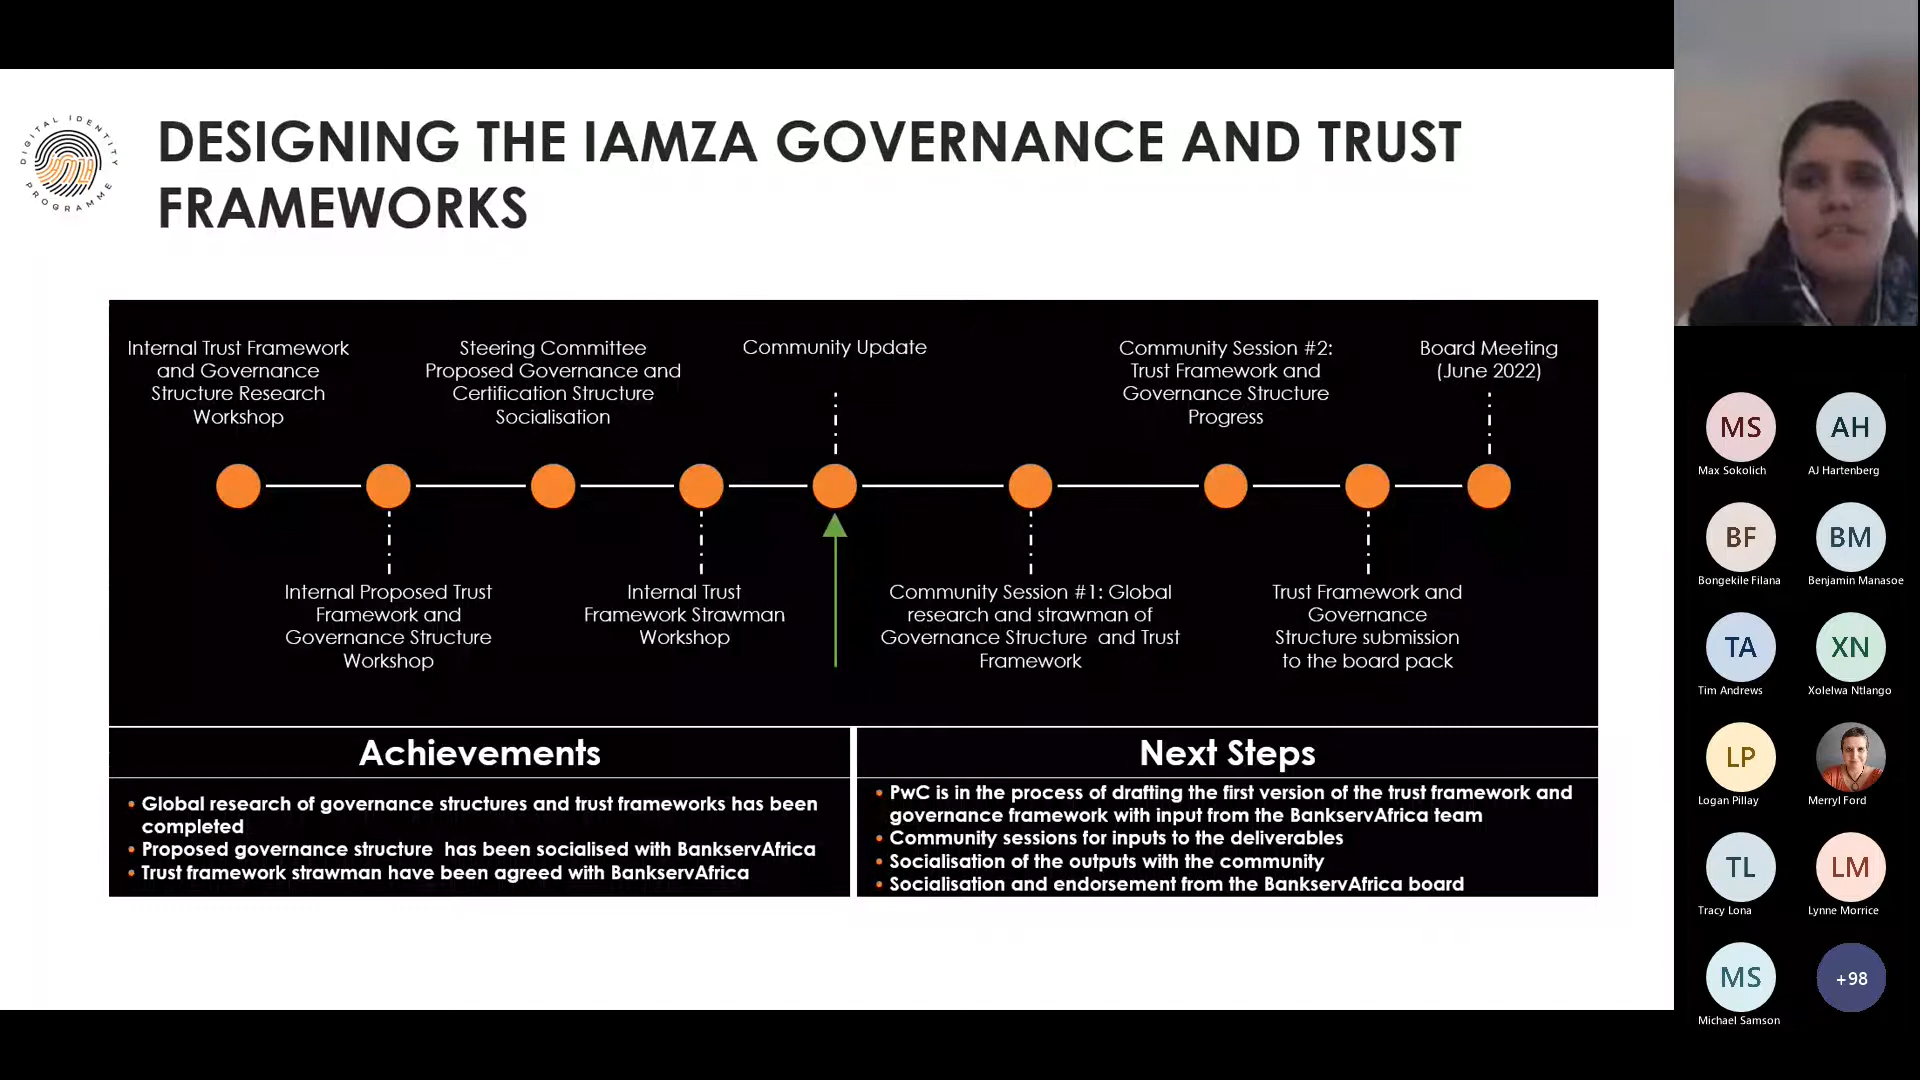 DIGITAL IDENTITY
PROGRAMME
DESIGNING THE IAMZA GOVERNANCE AND TRUST
FRAMEWORKS
Internal Trust Framework
and Governance
Structure Research
Workshop
Steering Committee
Proposed Governance and
Certification Structure
Socialisation
Community Update
Community Session #2:
Trust Framework and
Governance Structure
Progress
Board Meeting
(June 2022)
Internal Proposed Trust
Framework and
Governance Structure
Workshop
Internal Trust
Framework Strawman
Workshop
Community Session #1: Global
research and strawman of
Governance Structure and Trust
Framework
Trust Framework and
Governance
Structure submission
to the board pack
Achievements
• Global research of governance structures and trust frameworks has been
completed
• Proposed governance structure has been socialised with BankservAfrica
• Trust framework strawman have been agreed with BankservAfrica
Next Steps
• PwC is in the process of drafting the first version of the trust framework and
governance framework with input from the BankservAfrica team
• Community sessions for inputs to the deliverables
• Socialisation of the outputs with the community
• Socialisation and endorsement from the BankservAfrica board
MS
Max Sokolich
AH
AJ Hartenberg
BF
Bongekile Filana
BM
Benjamin Manasoe
TA
Tim Andrews
XN
Xolelwa Ntlango
LP
Logan Pillay
Merryl Ford
TL
Tracy Lona
LM
Lynne Morrice
MS
Michael Samson
+98